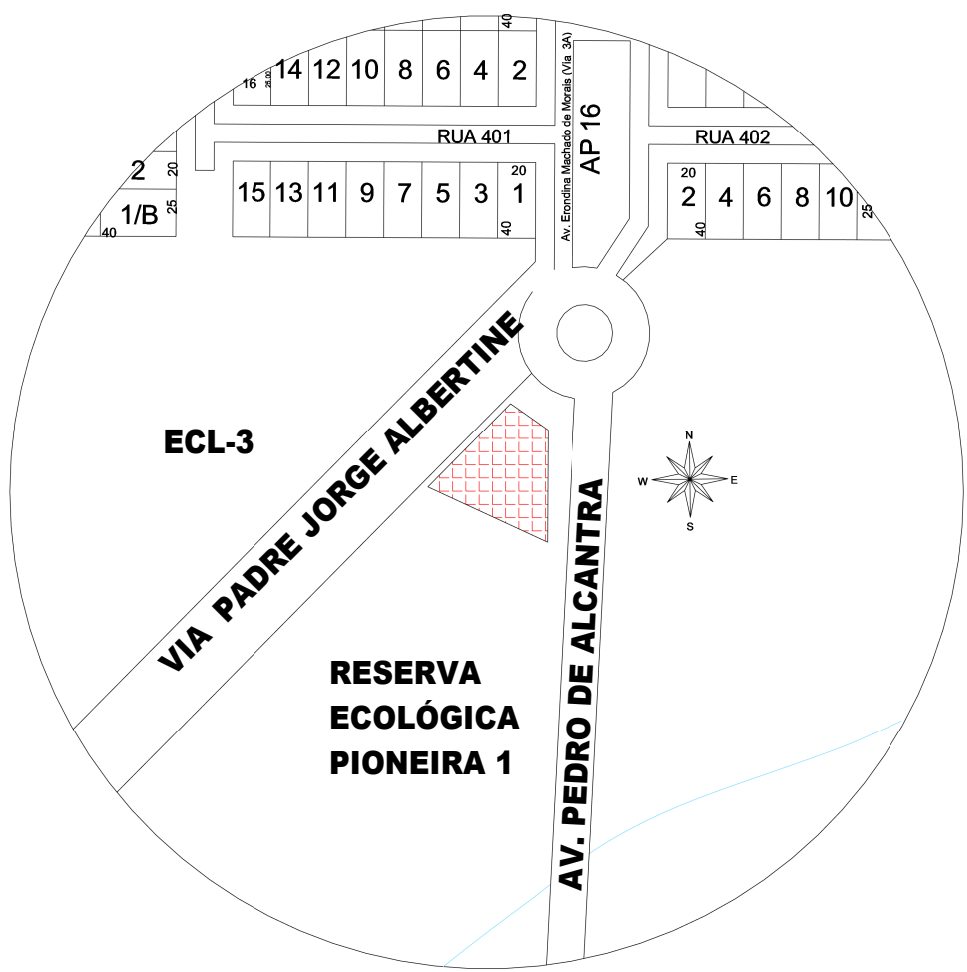 40
16 26.00 14 12 10 8 6 4 2
Av. Erondina Machado de Morais (Via 3A)
AP 16
RUA 401
RUA 402
2 20
1/B 25
40
15 13 11 9 7 5 3 1
20
40
20
2 4 6 8 10 25
40
VIA PADRE JORGE ALBERTINE
ECL-3
N
W E
S
AV. PEDRO DE ALCANTRA
RESERVA
ECOLÓGICA
PIONEIRA 1